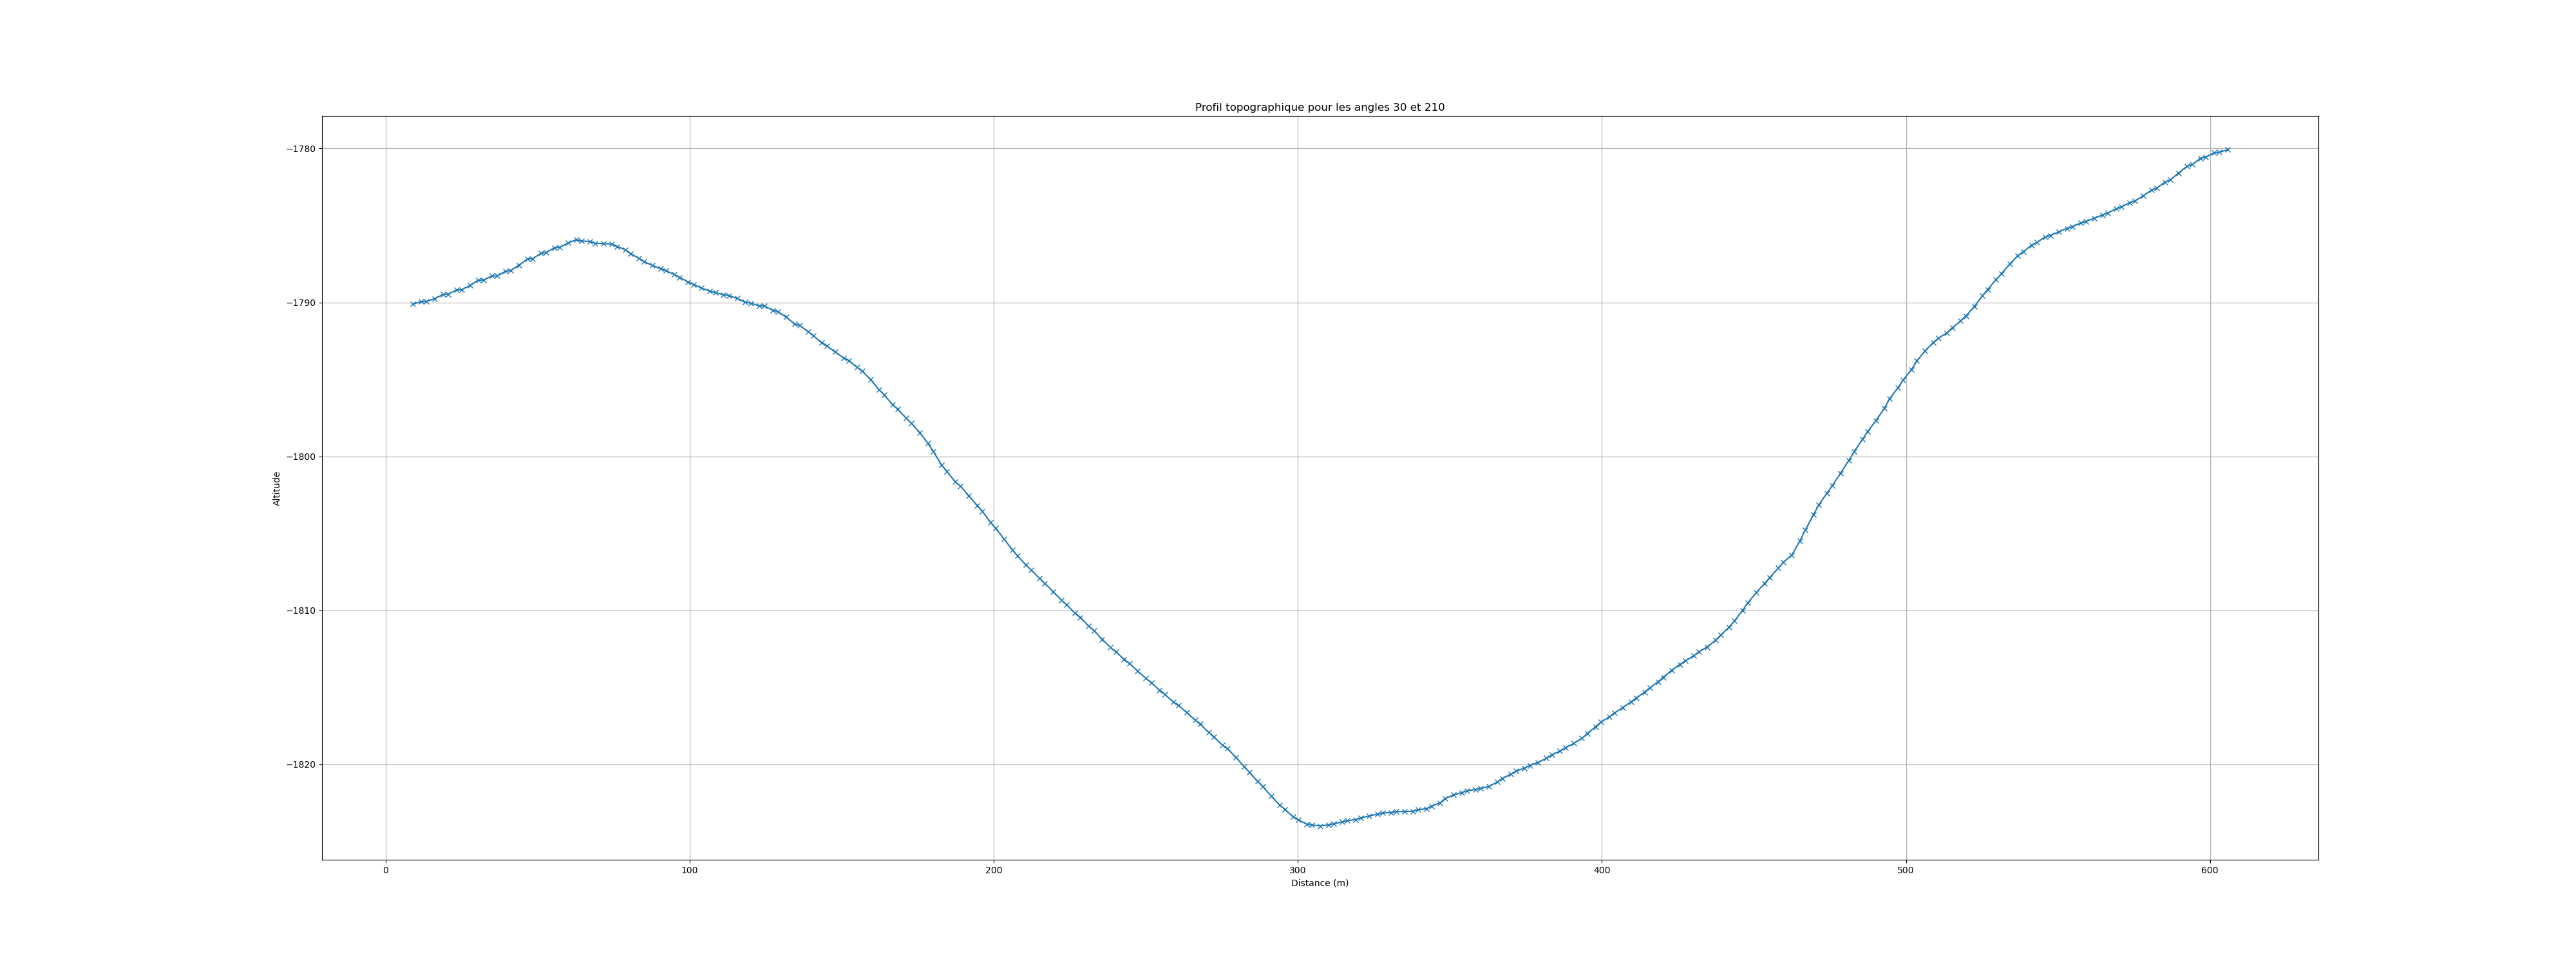 Profil topographique pour les angles 30 et 210
−1780
−1790
−1800
−1810
−1820
Altitude
0 100 200 300 400 500 600
Distance (m)